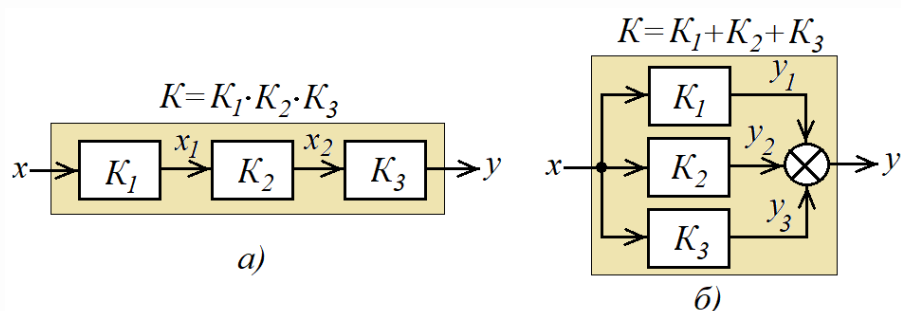 K=K₁·K₂·K₃
x K₁ x₁ K₂ x₂ K₃ y
а)
K=K₁+K₂+K₃
K₁ y₁
x K₂ y₂ y
K₃ y₃
б)